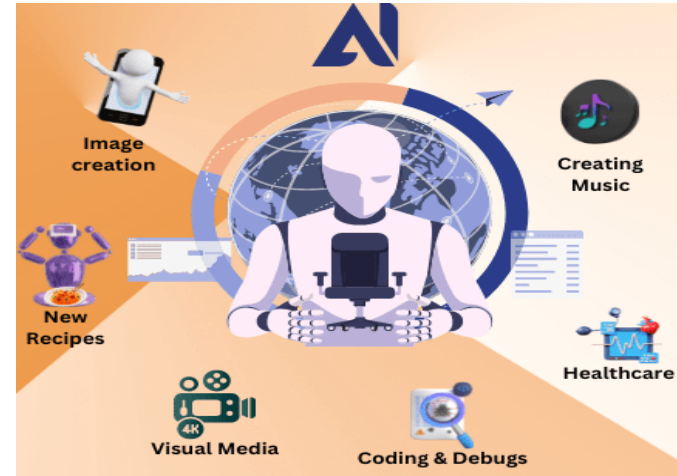 AI
Image
creation
Creating
Music
New
Recipes
Healthcare
4K
Visual Media
Coding & Debugs